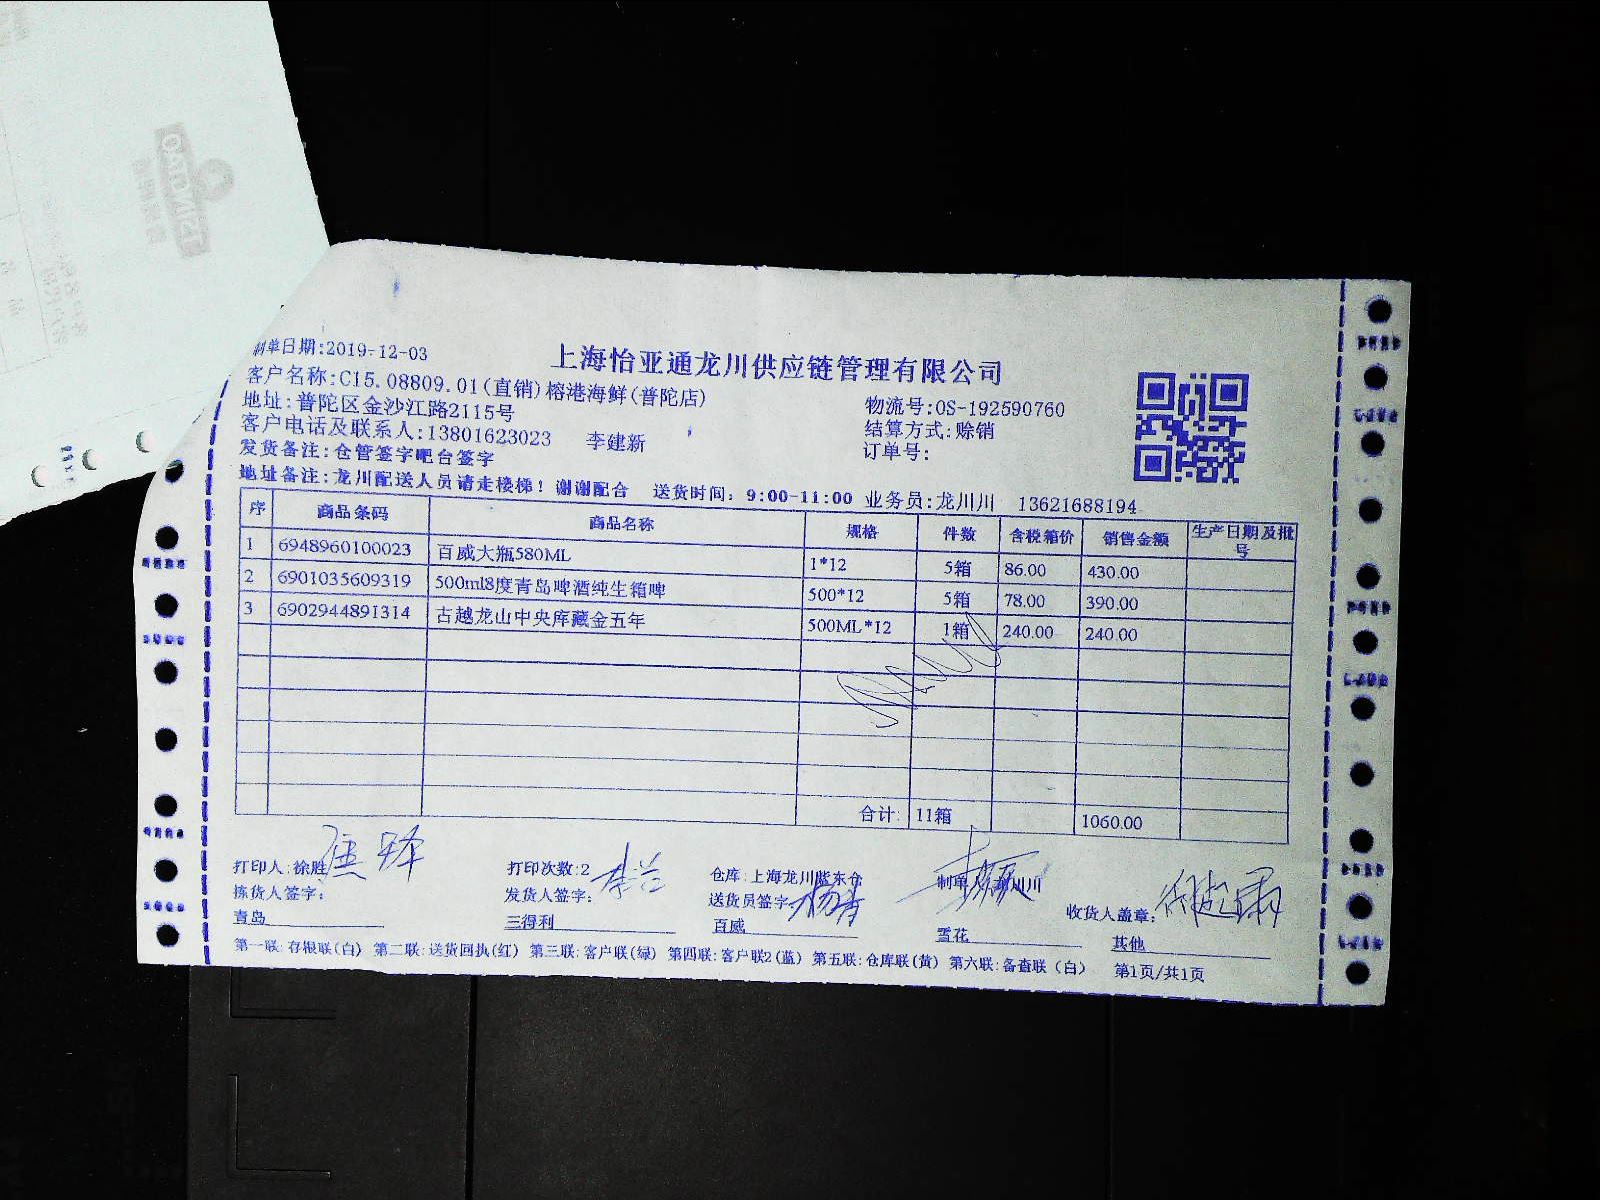 上海怡亚通龙川供应链管理有限公司
制单日期:2019-12-03
客户名称:C15.08809.01(直销)榕港海鲜(普陀店)
物流号:OS-192590760
地址:普陀区金沙江路2115号
结算方式:赊销
客户电话及联系人:13801623023 李建新
订单号:
发货备注:仓管签字吧台签字
地址备注:龙川配送人员请走楼梯!谢谢配合 送货时间:9:00-11:00 业务员:龙川川 13621688194
序 商品条码 商品名称 规格 件数 含税箱价 销售金额 生产日期及批号
1 6948960100023 百威大瓶580ML 1*12 5箱 86.00 430.00
2 6901035609319 500ml8度青岛啤酒纯生箱啤 500*12 5箱 78.00 390.00
3 6902944891314 古越龙山中央库藏金五年 500ML*12 1箱 240.00 240.00
合计: 11箱 1060.00
打印人:徐胜 打印次数:2 仓库:上海龙川 东仓 制单人 川川
拣货人签字: 发货人签字: 送货员签字: 收货人盖章:
青岛 三得利 百威 雪花 其他
第一联:存根联(白) 第二联:送货回执(红) 第三联:客户联(绿) 第四联:客户联2(蓝) 第五联:仓库联(黄) 第六联:备查联(白) 第1页/共1页